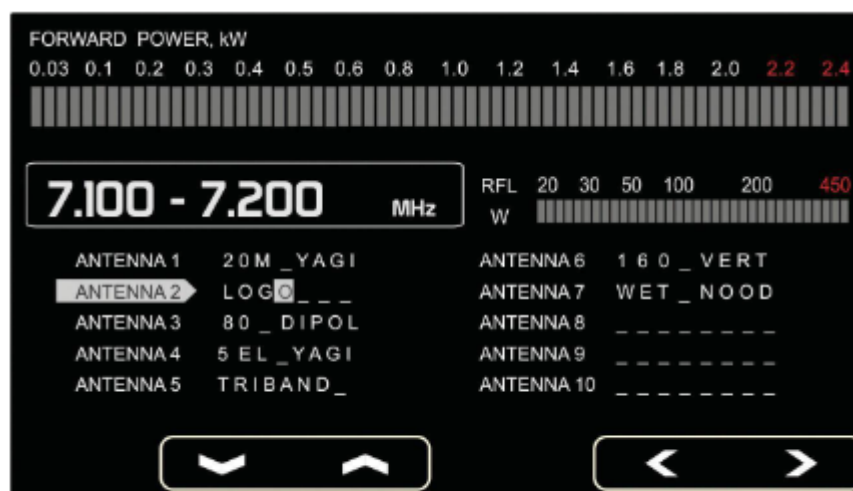 FORWARD POWER, kW
0.03 0.1 0.2 0.3 0.4 0.5 0.6 0.8 1.0 1.2 1.4 1.6 1.8 2.0 2.2 2.4
7.100 - 7.200 MHz
RFL 20 30 50 100 200 450
W
ANTENNA 1 20M_YAGI
ANTENNA 2 LOGO___
ANTENNA 3 80_DIPOL
ANTENNA 4 5EL_YAGI
ANTENNA 5 TRIBAND_
ANTENNA 6 160_VERT
ANTENNA 7 WET_NOOD
ANTENNA 8 ________
ANTENNA 9 ________
ANTENNA 10 ________